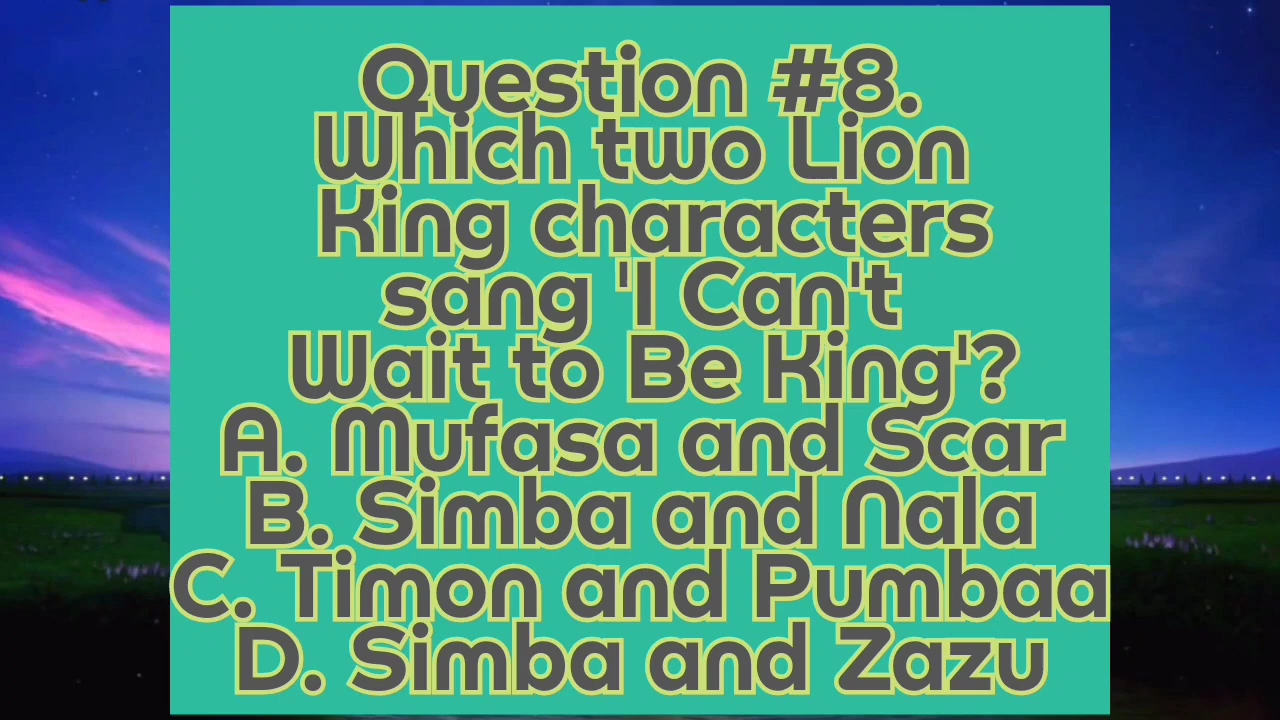 Question #8.
Which two Lion
King characters
sang 'I Can't
Wait to Be King'?
A. Mufasa and Scar
B. Simba and Nala
C. Timon and Pumbaa
D. Simba and Zazu